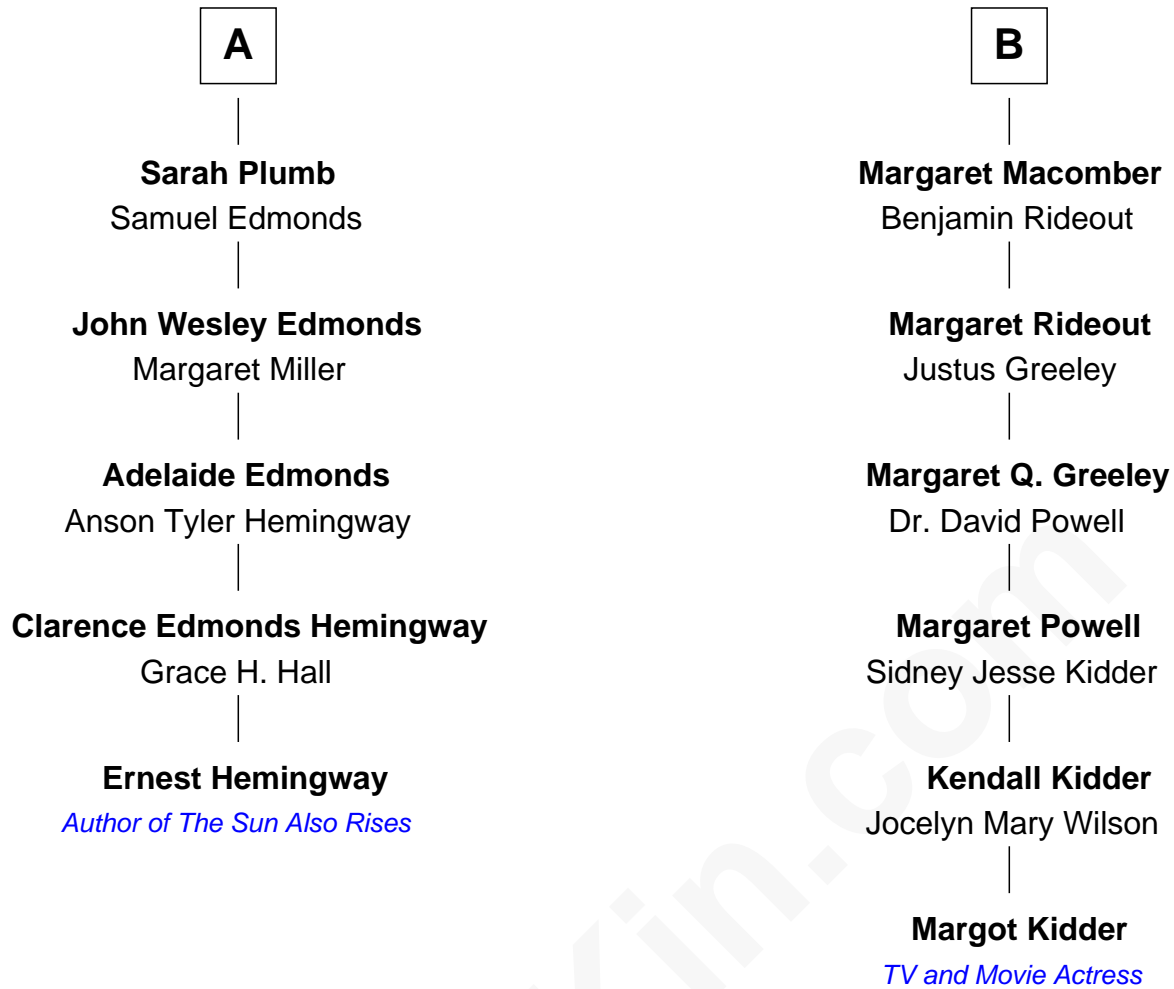 A
Sarah Plumb
Samuel Edmonds
John Wesley Edmonds
Margaret Miller
Adelaide Edmonds
Anson Tyler Hemingway
Clarence Edmonds Hemingway
Grace H. Hall
Ernest Hemingway
Author of The Sun Also Rises
B
Margaret Macomber
Benjamin Rideout
Margaret Rideout
Justus Greeley
Margaret Q. Greeley
Dr. David Powell
Margaret Powell
Sidney Jesse Kidder
Kendall Kidder
Jocelyn Mary Wilson
Margot Kidder
TV and Movie Actress